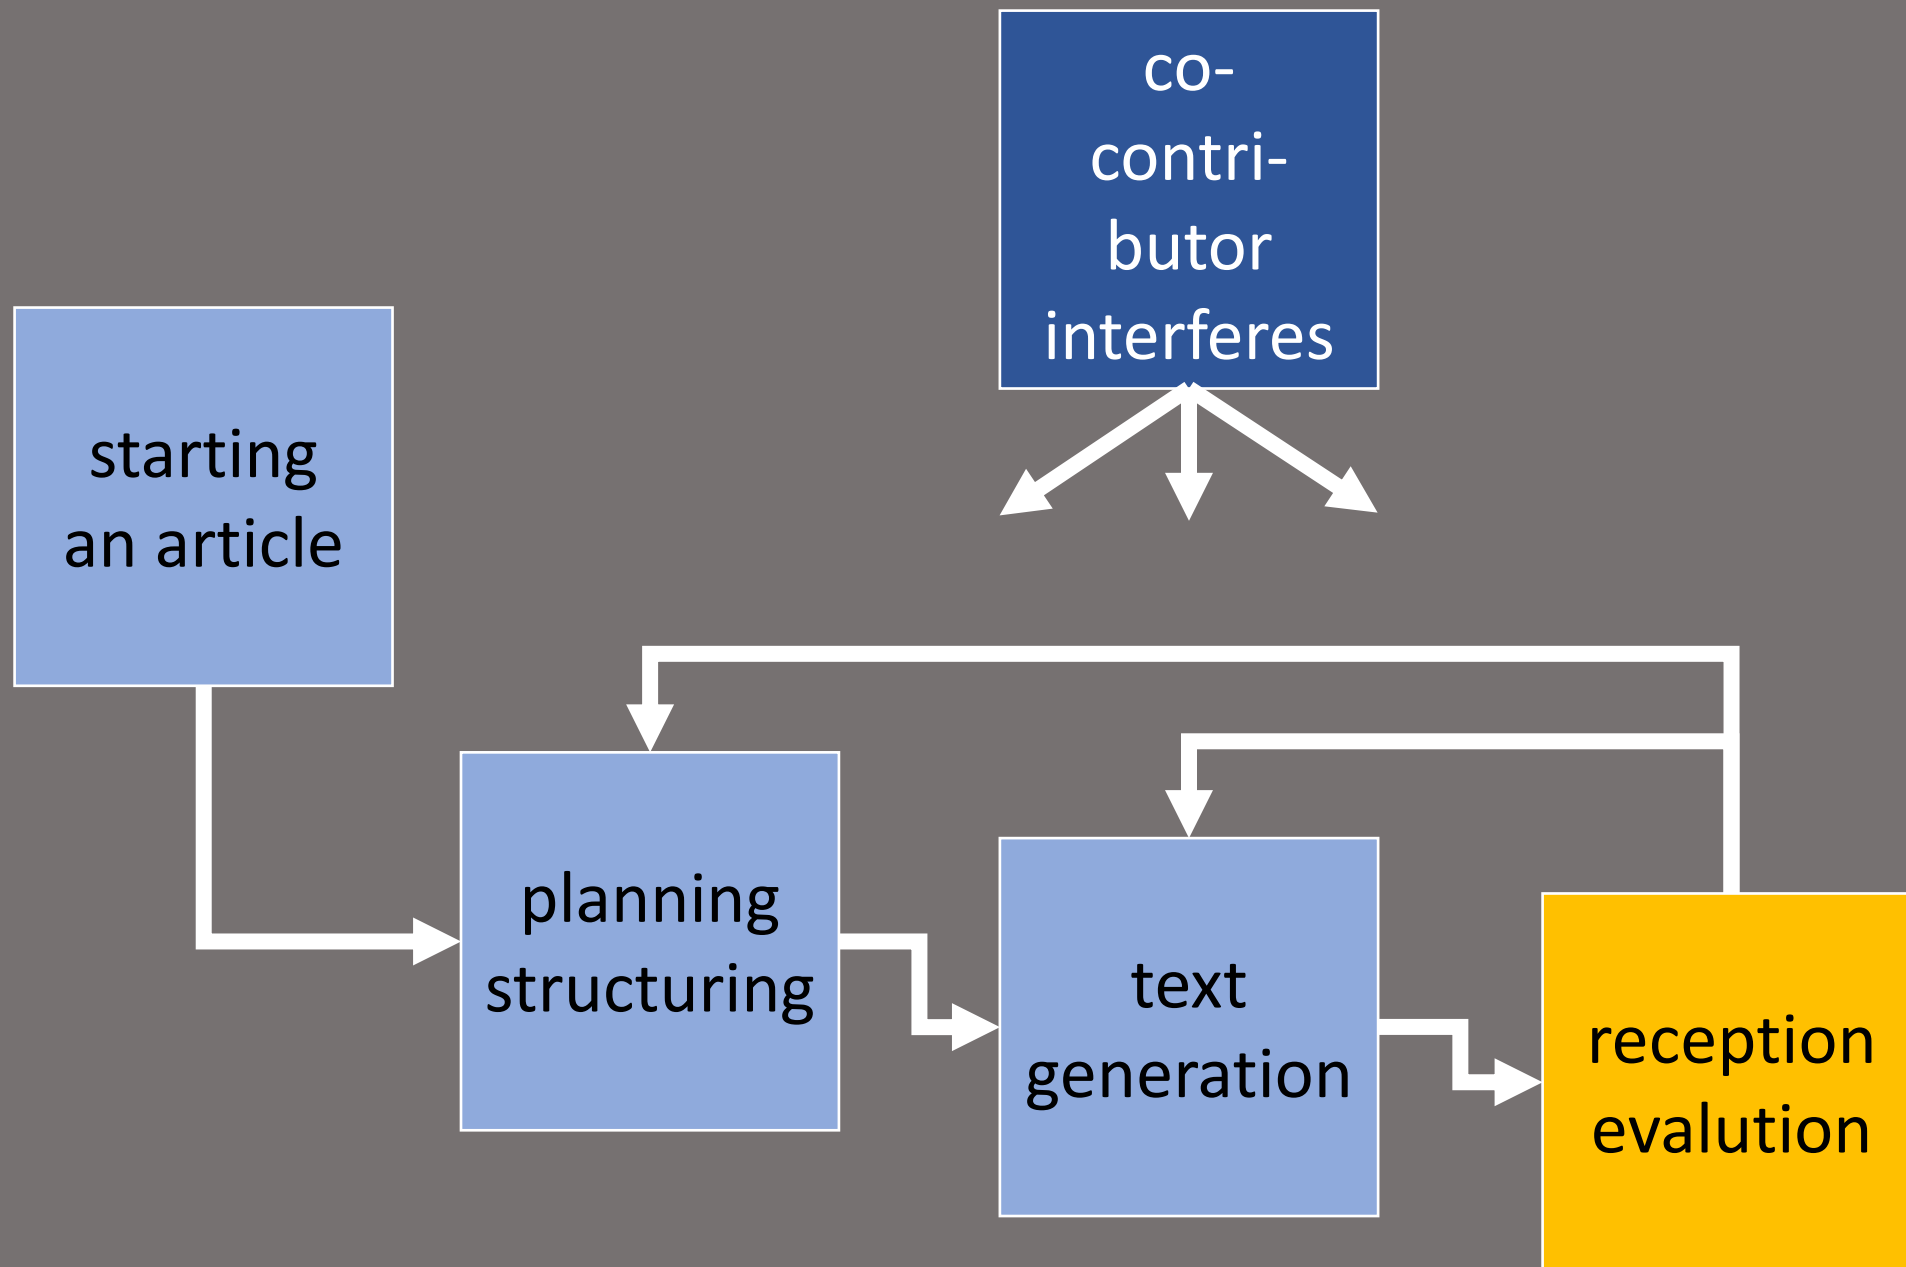 co-
contri-
butor
interferes
starting
an article
planning
structuring
text
generation
reception
evalution